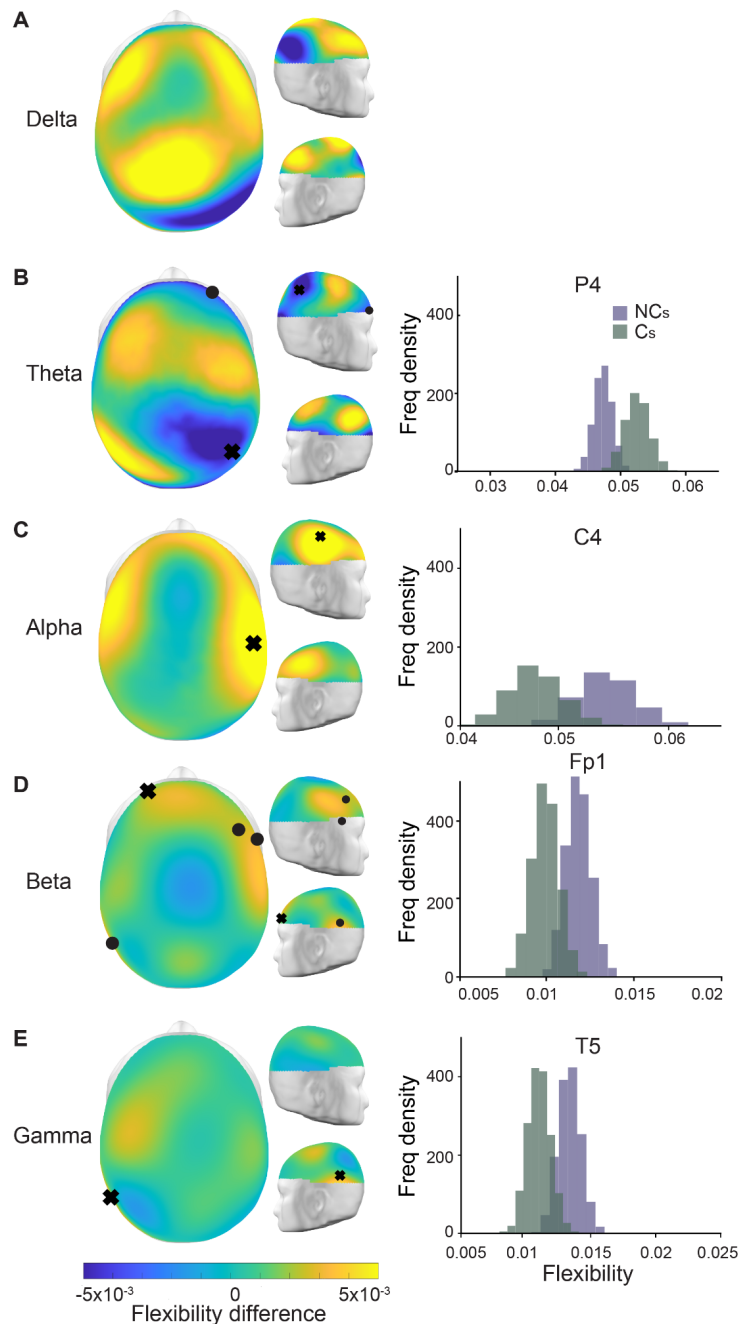 A
Delta
B
Theta
P4
NCs
Cs
Freq density
400
200
0
0.03 0.04 0.05 0.06
C
Alpha
C4
Freq density
400
200
0
0.04 0.05 0.06
D
Beta
Fp1
Freq density
400
200
0
0.005 0.01 0.015 0.02
E
Gamma
T5
Freq density
400
200
0
0.005 0.01 0.015 0.02 0.025
Flexibility
-5x10⁻³ 0 5x10⁻³
Flexibility difference